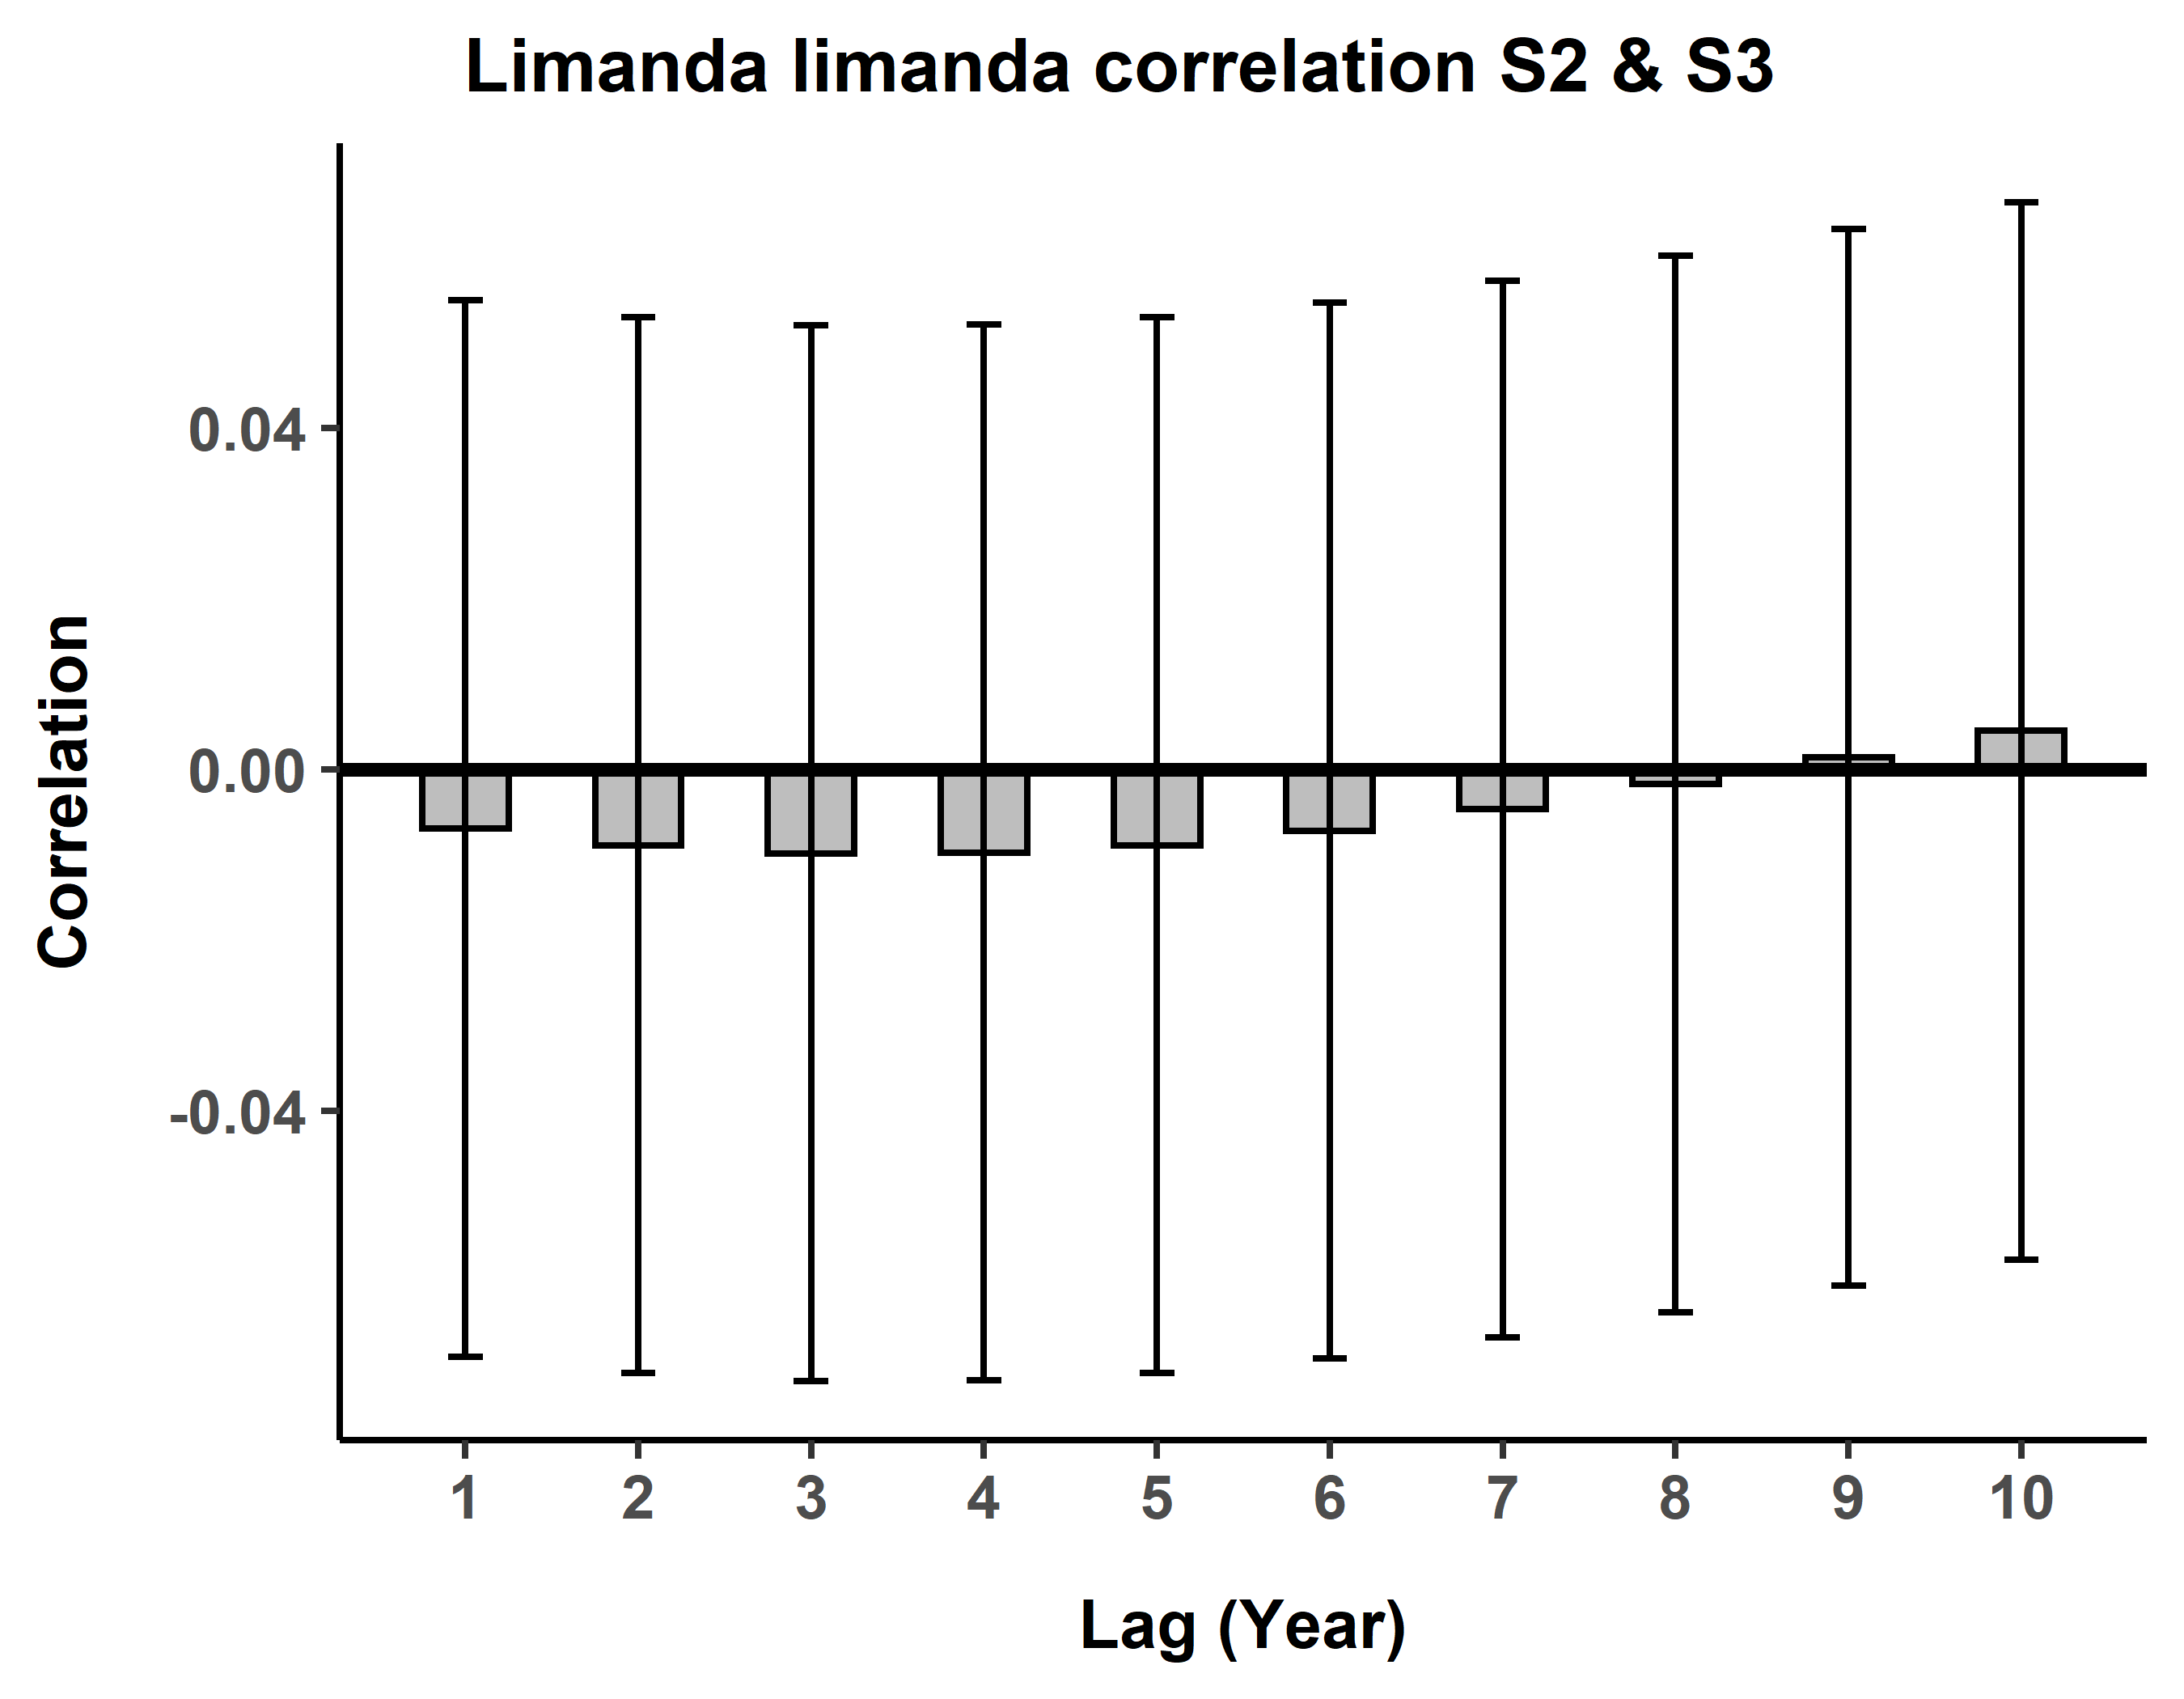 Limanda limanda correlation S2 & S3
Correlation
0.04
0.00
-0.04
1 2 3 4 5 6 7 8 9 10
Lag (Year)